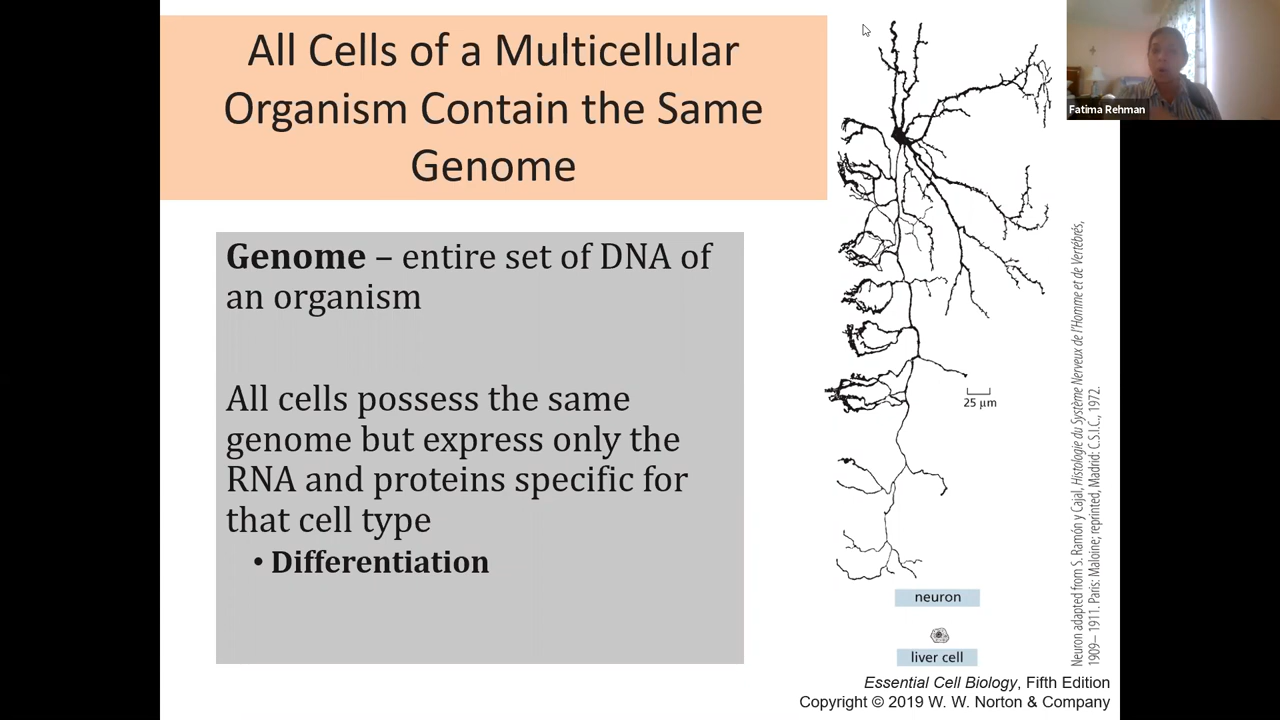 All Cells of a Multicellular
Organism Contain the Same
Genome
Genome – entire set of DNA of
an organism
All cells possess the same
genome but express only the
RNA and proteins specific for
that cell type
• Differentiation
25 μm
neuron
liver cell
Neuron adapted from S. Ramón y Cajal, Histologie du Système Nerveux de l'Homme et de Vertébrés,
1909– 1911. Paris: Maloine; reprinted, Madrid: C.S.I.C., 1972.
Essential Cell Biology, Fifth Edition
Copyright © 2019 W. W. Norton & Company
Fatima Rehman